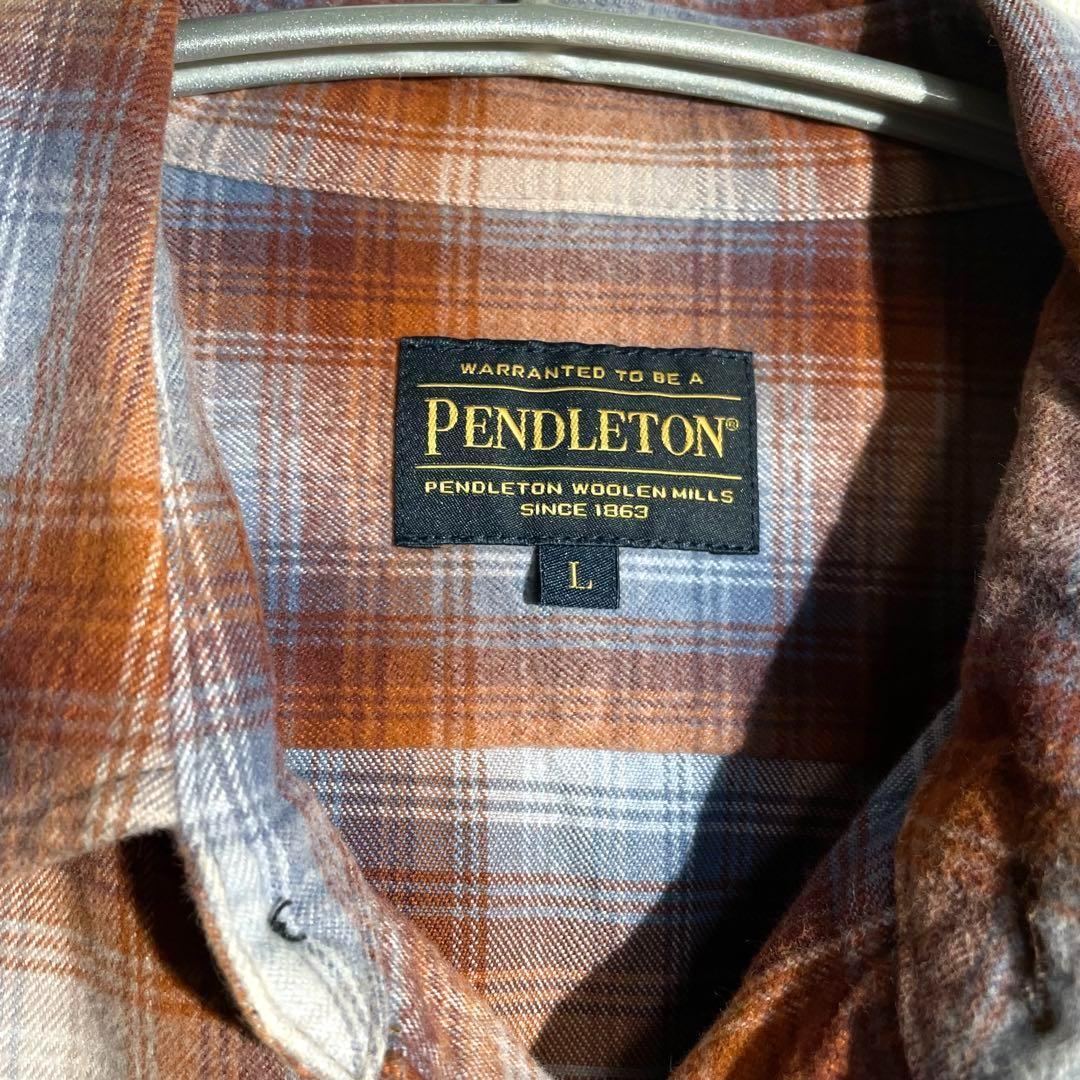 WARRANTED TO BE A
PENDLETON®
PENDLETON WOOLEN MILLS
SINCE 1863
L